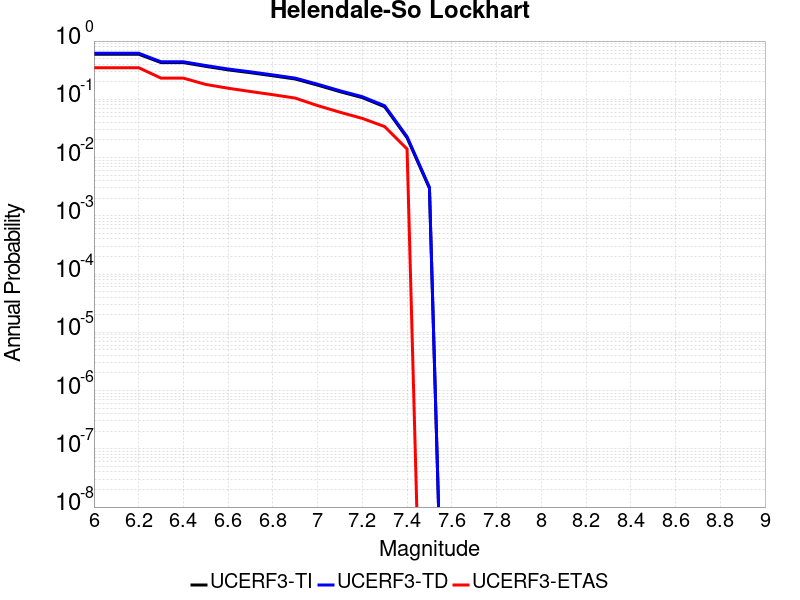 Helendale-So Lockhart
10^0
10^-1
10^-2
10^-3
10^-4
10^-5
10^-6
10^-7
10^-8
Annual Probability
6 6.2 6.4 6.6 6.8 7 7.2 7.4 7.6 7.8 8 8.2 8.4 8.6 8.8 9
Magnitude
UCERF3-TI UCERF3-TD UCERF3-ETAS